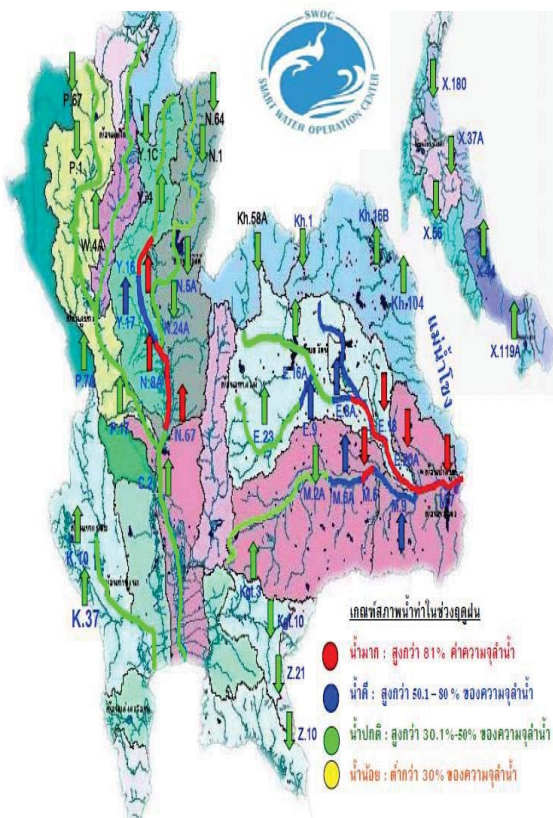 SWOC
SMART WATER OPERATION CENTER
P.67
N.64
X.180
P.1
Y.1C
N.1
X.37A
Kh.58A
Kh.1
Kh.16B
W.4A
Y.4
X.44
Y.16
N.5A
Kh.104
Y.17
N.24A
X.119A
แม่น้ำโขง
P.7A
N.8A
E.16A
P.17
N.67
E.23
E.9
E.8A
E.18
E.20A
C.2
M.2A
M.6A
M.9
K.10
Kgt.3
K.37
Kgt.10
Z.21
Z.10
เกณฑ์สภาพน้ำท่าในช่วงฤดูฝน
น้ำมาก : สูงกว่า 81% ค่าความจุลำน้ำ
น้ำดี : สูงกว่า 50.1 – 80 % ของความจุลำน้ำ
น้ำปกติ : สูงกว่า 30.1%-50% ของความจุลำน้ำ
น้ำน้อย : ต่ำกว่า 30% ของความจุลำน้ำ